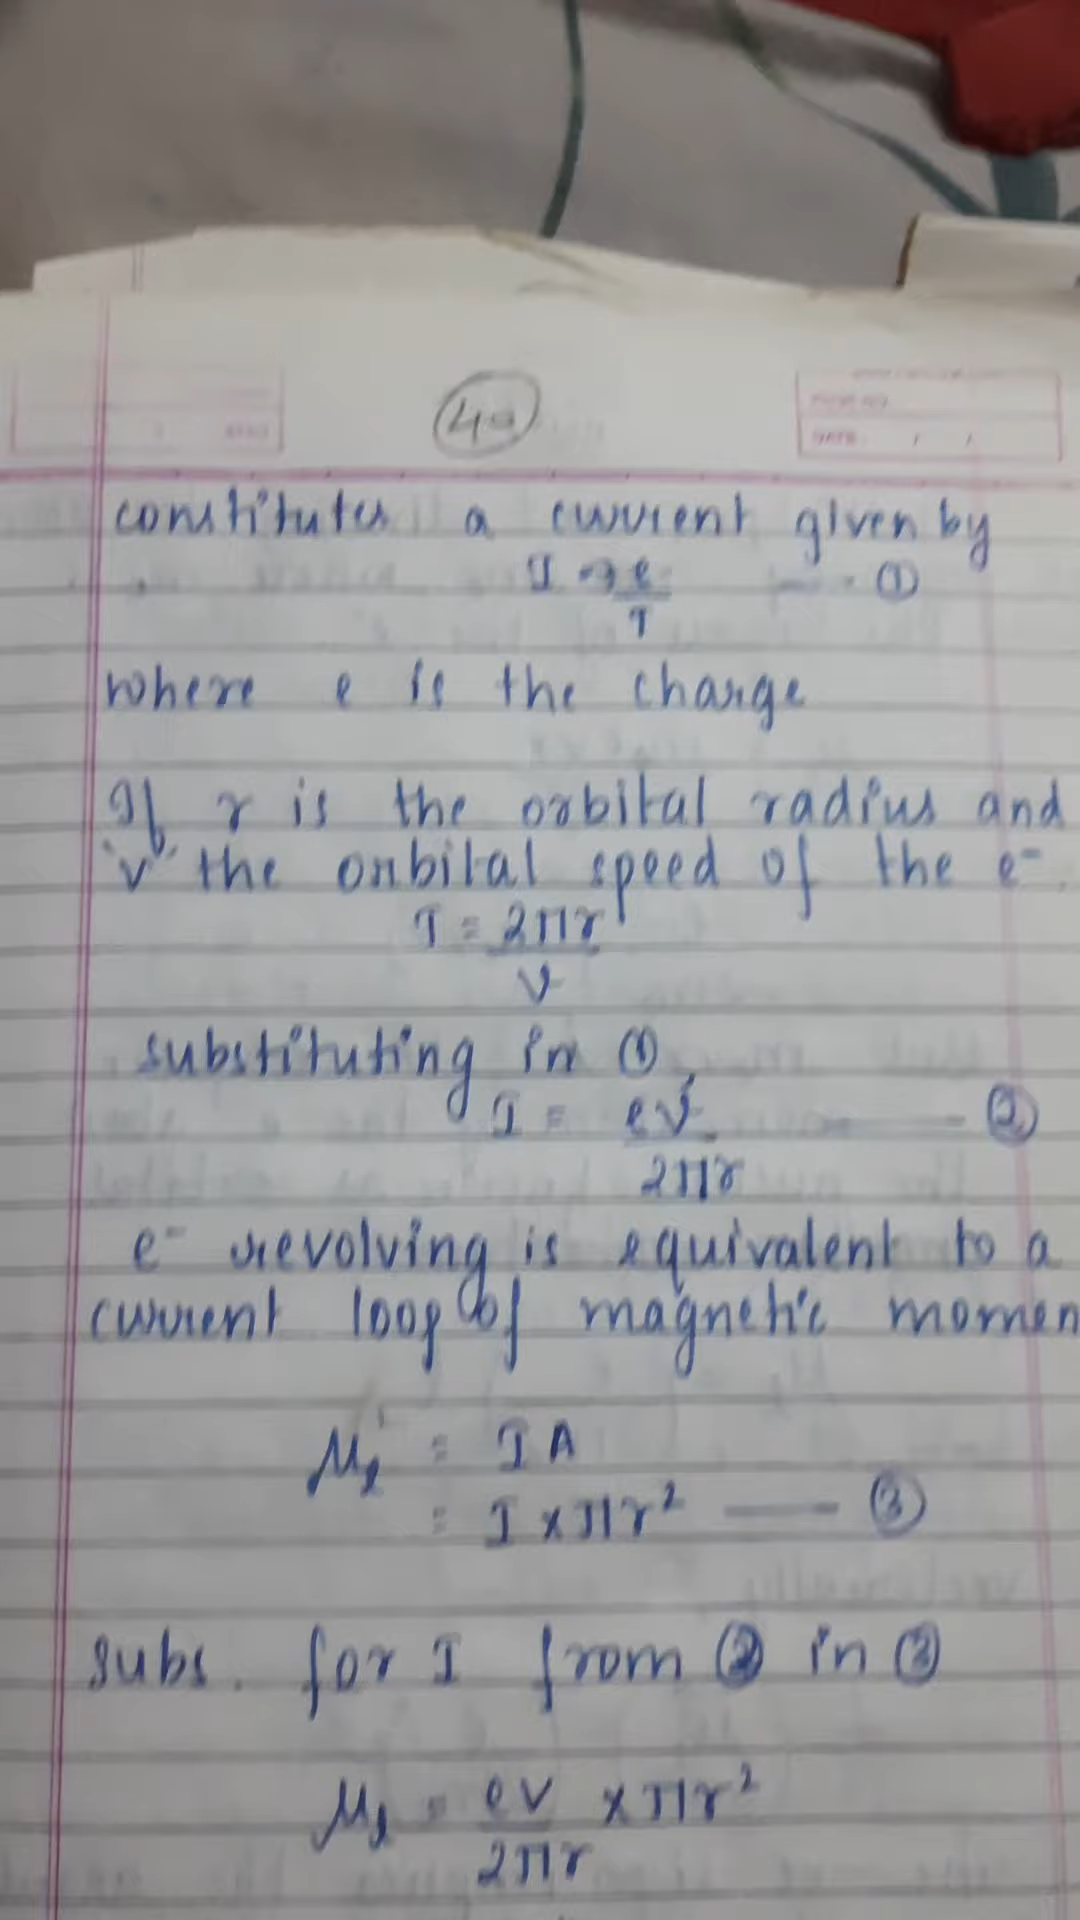 40
DATE / /
constitutes a current given by
I → e/T — ①
where e is the charge
If r is the orbital radius and
'v' the orbital speed of the e⁻.
T = 2πr/v
substituting in ①
I = ev/2πr — ②
e⁻ revolving is equivalent to a
current loop of magnetic momen
μₗ = IA
= I x πr² — ③
subs. for I from ② in ③
μₗ = ev/2πr x πr²